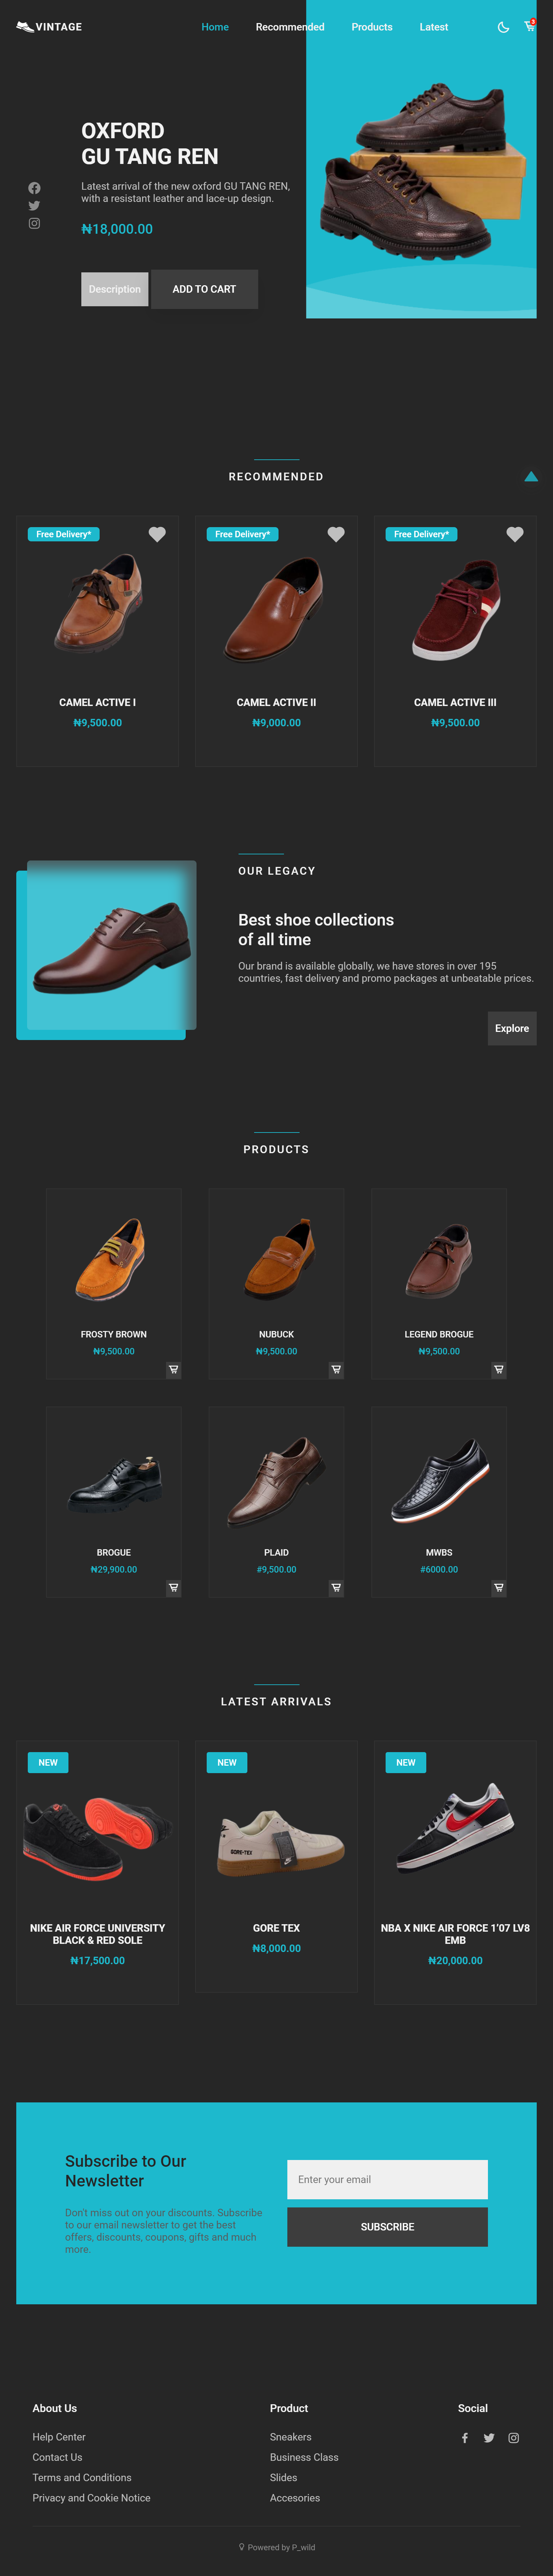 VINTAGE
Home
Recommended
Products
Latest
3
OXFORD
GU TANG REN
Latest arrival of the new oxford GU TANG REN,
with a resistant leather and lace-up design.
₦18,000.00
Description
ADD TO CART
RECOMMENDED
Free Delivery*
Free Delivery*
Free Delivery*
CAMEL ACTIVE I
₦9,500.00
CAMEL ACTIVE II
₦9,000.00
CAMEL ACTIVE III
₦9,500.00
OUR LEGACY
Best shoe collections
of all time
Our brand is available globally, we have stores in over 195
countries, fast delivery and promo packages at unbeatable prices.
Explore
PRODUCTS
FROSTY BROWN
₦9,500.00
NUBUCK
₦9,500.00
LEGEND BROGUE
₦9,500.00
BROGUE
₦29,900.00
PLAID
#9,500.00
MWBS
#6000.00
LATEST ARRIVALS
NEW
NEW
NEW
GORE-TEX
NIKE AIR FORCE UNIVERSITY
BLACK & RED SOLE
₦17,500.00
GORE TEX
₦8,000.00
NBA X NIKE AIR FORCE 1'07 LV8
EMB
₦20,000.00
Subscribe to Our
Newsletter
Don't miss out on your discounts. Subscribe
to our email newsletter to get the best
offers, discounts, coupons, gifts and much
more.
Enter your email
SUBSCRIBE
About Us
Help Center
Contact Us
Terms and Conditions
Privacy and Cookie Notice
Product
Sneakers
Business Class
Slides
Accesories
Social
Powered by P_wild